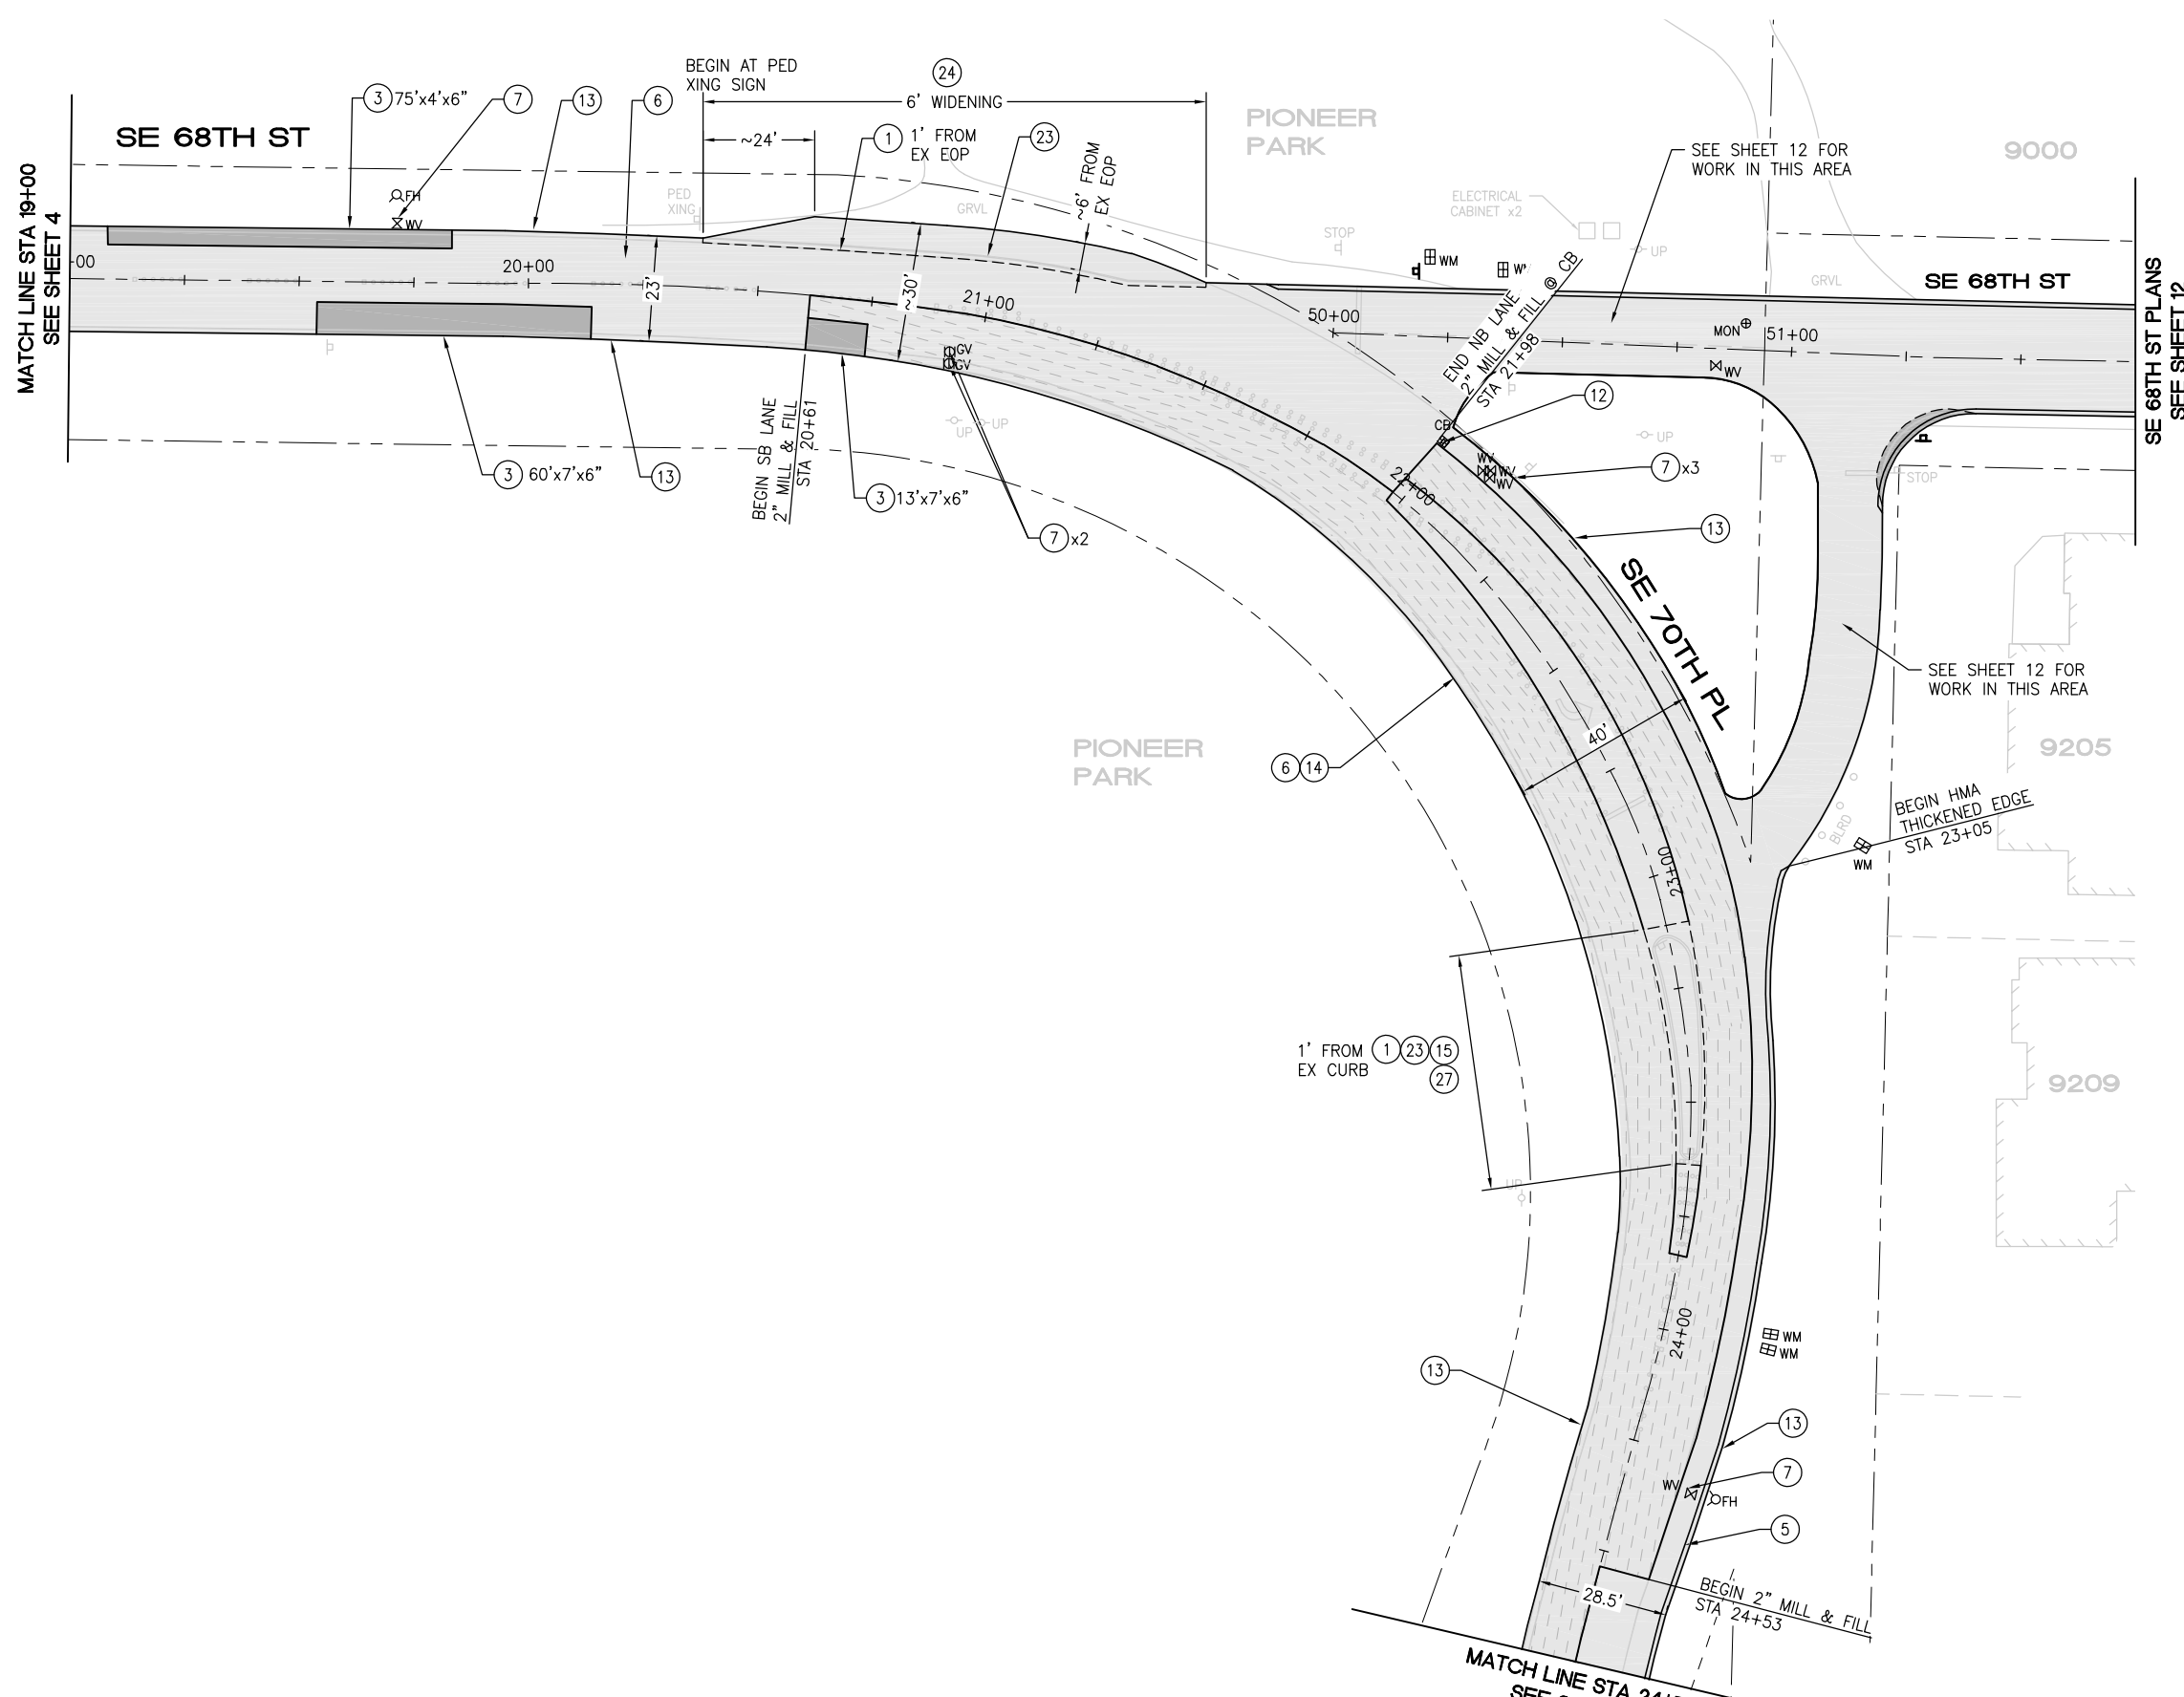 BEGIN AT PED
XING SIGN
24
6' WIDENING
3 75'x4'x6"
7
13
6
~24'
1 1' FROM
EX EOP
23
~6' FROM
EX EOP
PIONEER
PARK
SEE SHEET 12 FOR
WORK IN THIS AREA
9000
SE 68TH ST
MATCH LINE STA 19+00
SEE SHEET 4
FH
WV
PED
XING
GRVL
ELECTRICAL
CABINET x2
STOP
UP
WM
GRVL
SE 68TH ST
SE 68TH ST PLANS
SEE SHEET 12
20+00
23'
~30'
21+00
50+00
MON
51+00
WV
END NB LANE
2" MILL & FILL @ CB
STA 21+98
12
CB
GV
GV
UP
UP
BEGIN SB LANE
2" MILL & FILL
STA 20+61
3 60'x7'x6"
13
3 13'x7'x6"
7 x2
22+00
WV
WV
WV
UP
7 x3
STOP
13
SE 70TH PL
SEE SHEET 12 FOR
WORK IN THIS AREA
9205
PIONEER
PARK
6 14
40'
BEGIN HMA
THICKENED EDGE
STA 23+05
BLRD
WM
23+00
1' FROM 1 23 15
EX CURB
27
9209
UP
24+00
WM
WM
13
13
7
WV
FH
5
28.5'
BEGIN 2" MILL & FILL
STA 24+53
MATCH LINE STA